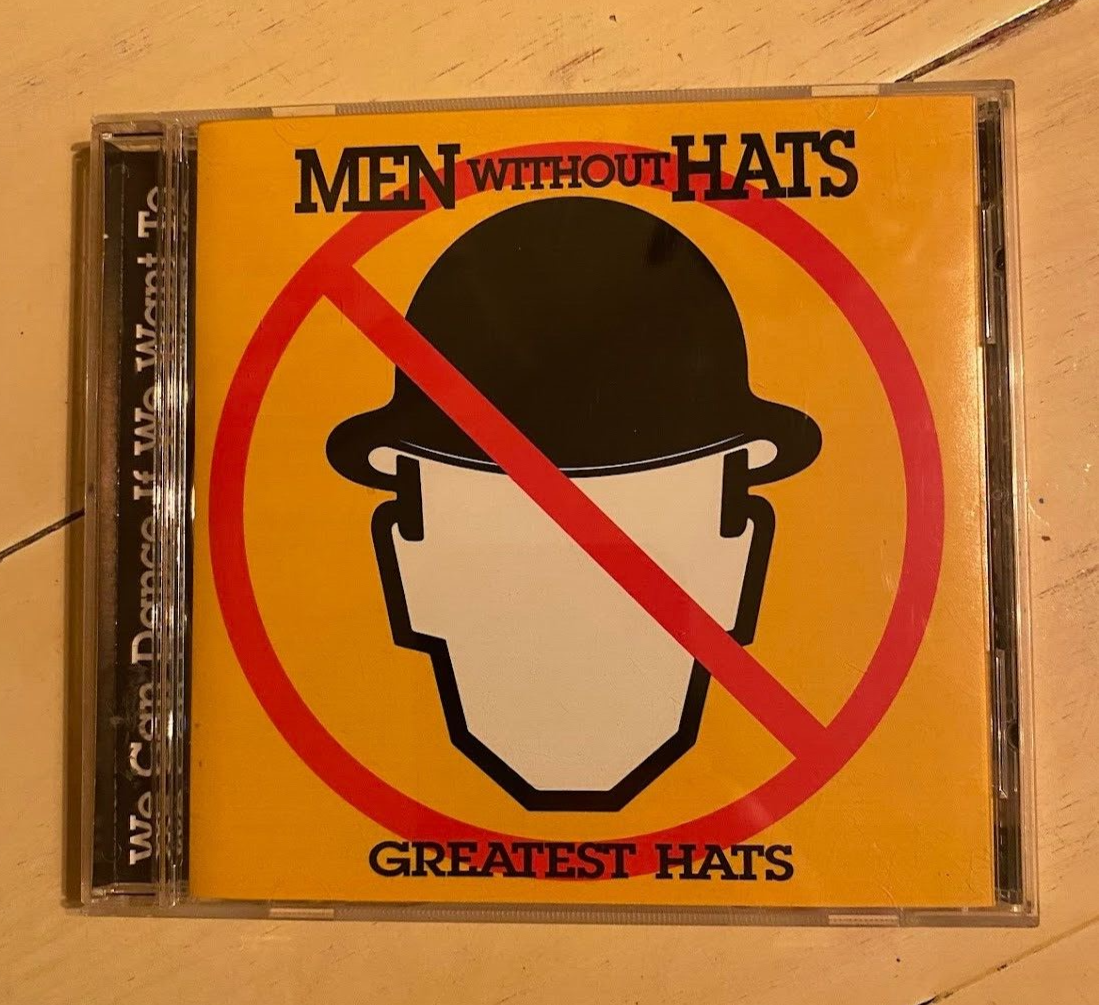 MEN WITHOUT HATS
GREATEST HATS
We Can Dance If We Want To